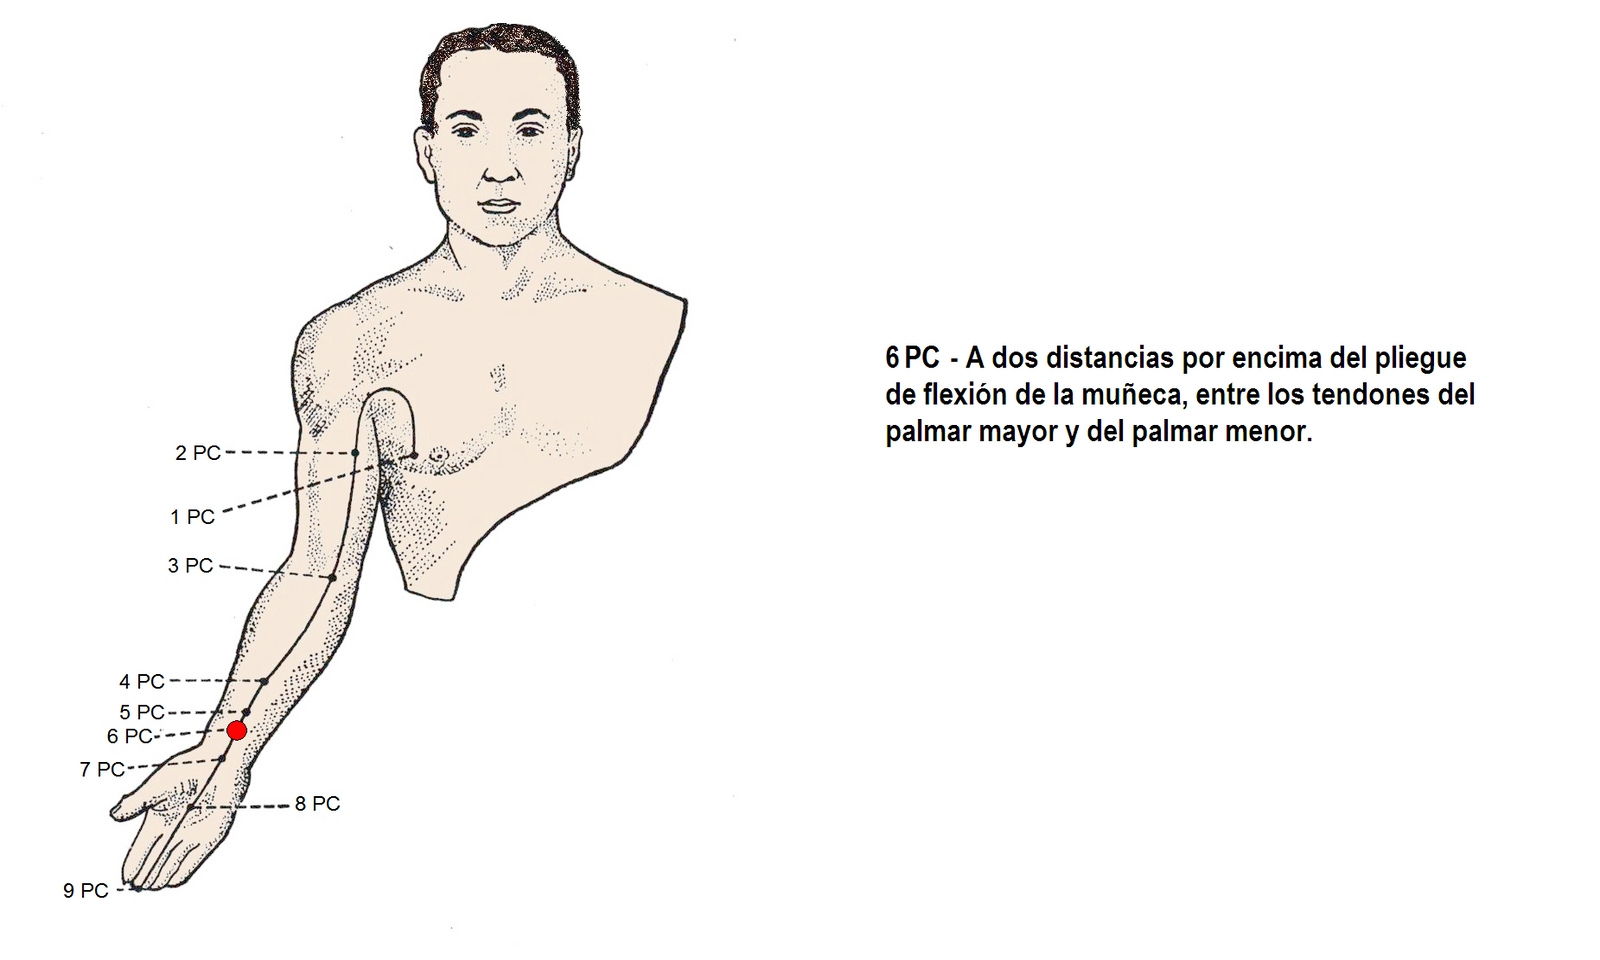 6 PC - A dos distancias por encima del pliegue
de flexión de la muñeca, entre los tendones del
palmar mayor y del palmar menor.
2 PC
1 PC
3 PC
4 PC
5 PC
6 PC
7 PC
8 PC
9 PC